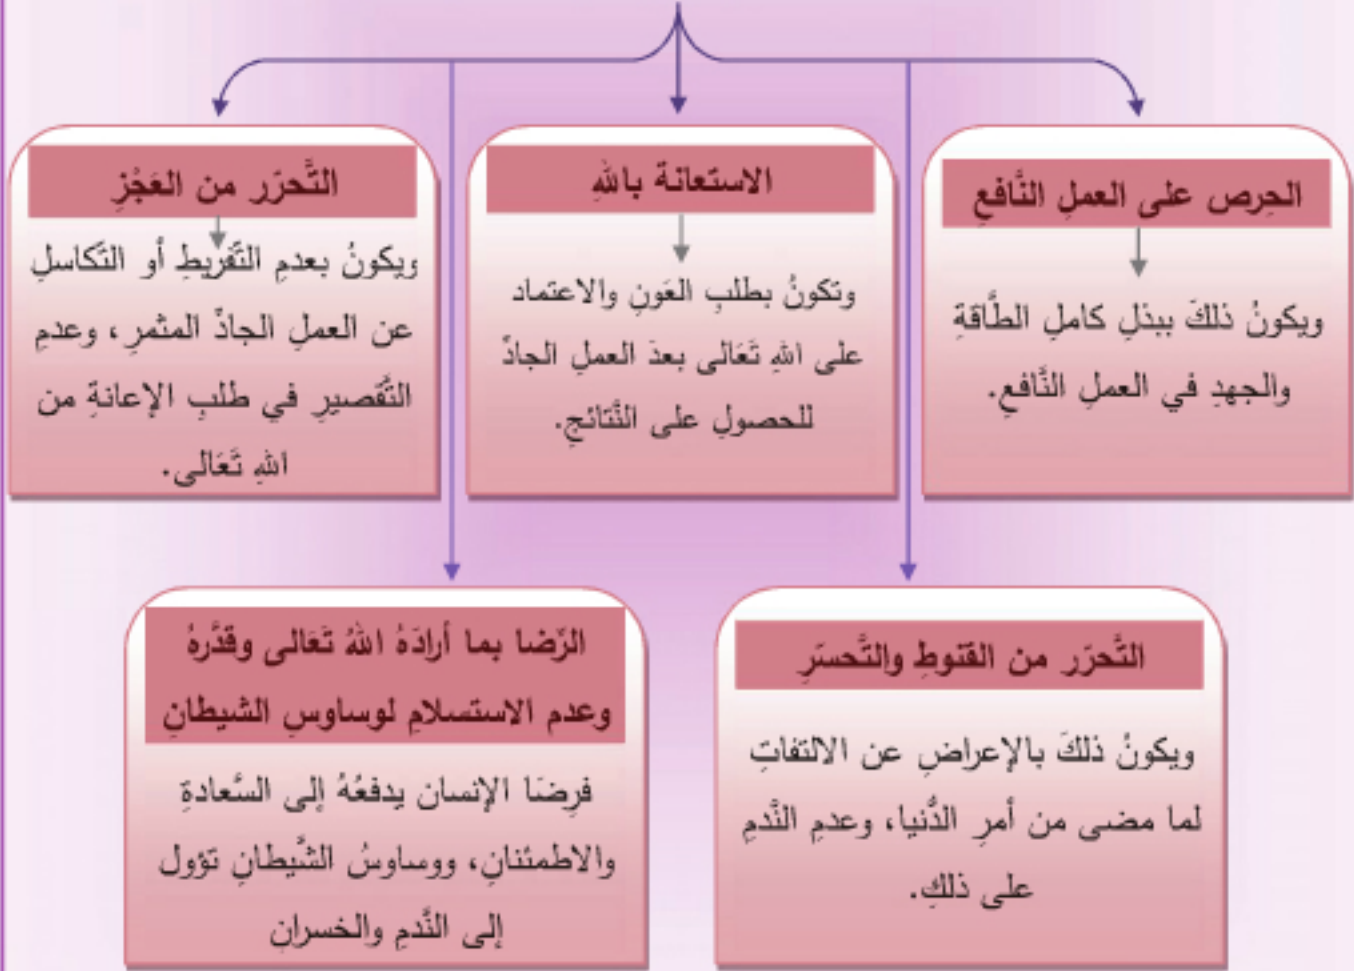 الحِرص على العملِ النَّافعِ
ويكونُ ذلكَ ببذلِ كاملِ الطَّاقةِ
والجهدِ في العملِ النَّافعِ.
الاستعانة باللهِ
وتكونُ بطلبِ العَونِ والاعتماد
على اللهِ تَعَالى بعدَ العملِ الجادِّ
للحصولِ على النَّتائجِ.
التَّحرّر من العَجْزِ
ويكونُ بعدمِ التَّفريطِ أو التَّكاسلِ
عن العملِ الجادِّ المثمرِ، وعدمِ
التَّقصيرِ في طلبِ الإعانةِ من
اللهِ تَعَالى.
التَّحرّر من القنوطِ والتَّحسّرِ
ويكونُ ذلكَ بالإعراضِ عن الالتفاتِ
لما مضى من أمرِ الدُّنيا، وعدمِ النَّدمِ
على ذلكِ.
الرِّضا بما أرادَهُ اللهُ تَعَالى وقدَّرهُ
وعدم الاستسلامِ لوساوسِ الشيطانِ
فرِضَا الإنسان يدفعُهُ إلى السَّعادةِ
والاطمئنانِ، ووساوسُ الشَّيطانِ تؤول
إلى النَّدمِ والخسرانِ